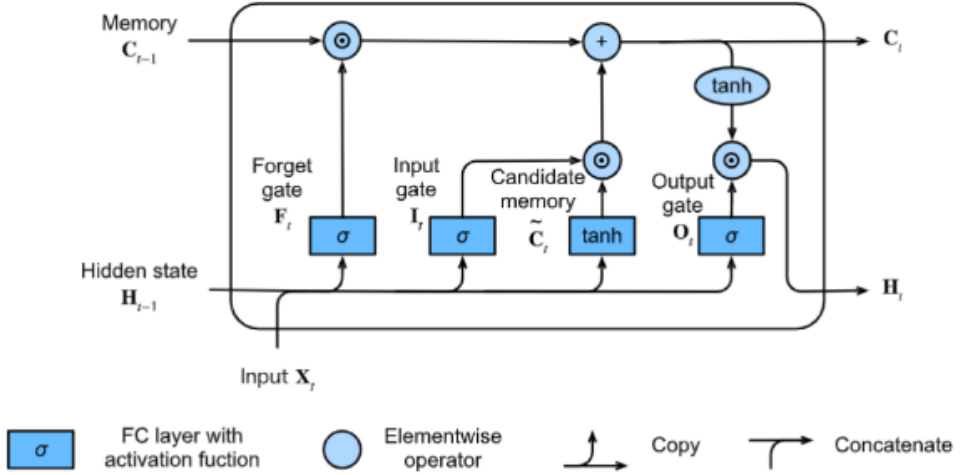 Memory
C_{t-1}
C_t
tanh
Forget
gate
F_t
Input
gate
I_t
Candidate
memory
C̃_t
Output
gate
O_t
σ
σ
tanh
σ
Hidden state
H_{t-1}
H_t
Input X_t
σ
FC layer with
activation fuction
Elementwise
operator
Copy
Concatenate